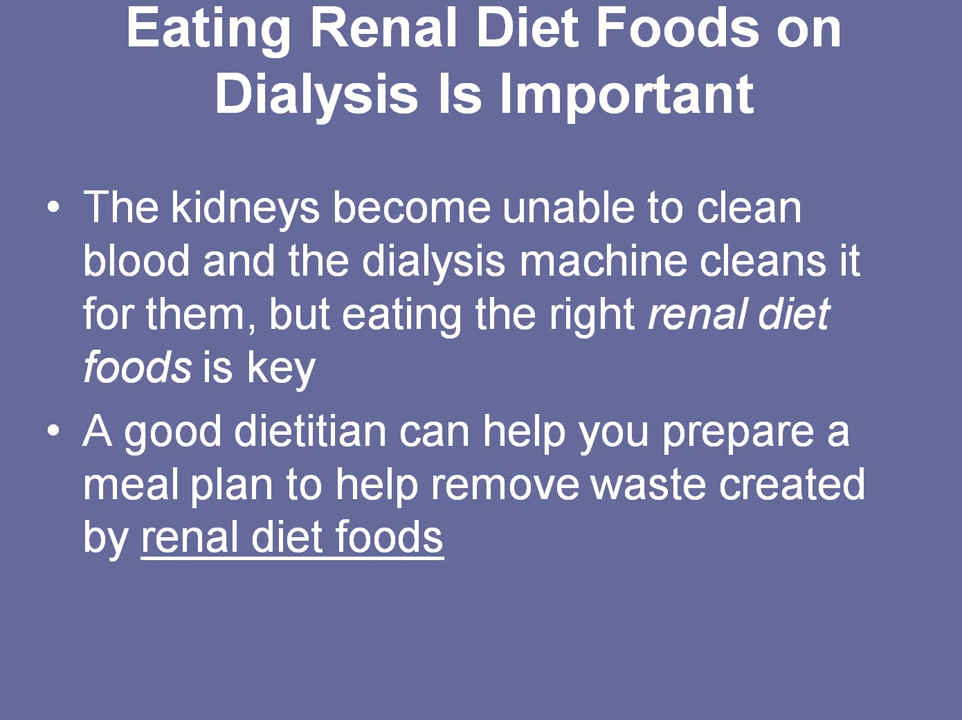 Eating Renal Diet Foods on
Dialysis Is Important
• The kidneys become unable to clean
blood and the dialysis machine cleans it
for them, but eating the right renal diet
foods is key
• A good dietitian can help you prepare a
meal plan to help remove waste created
by renal diet foods